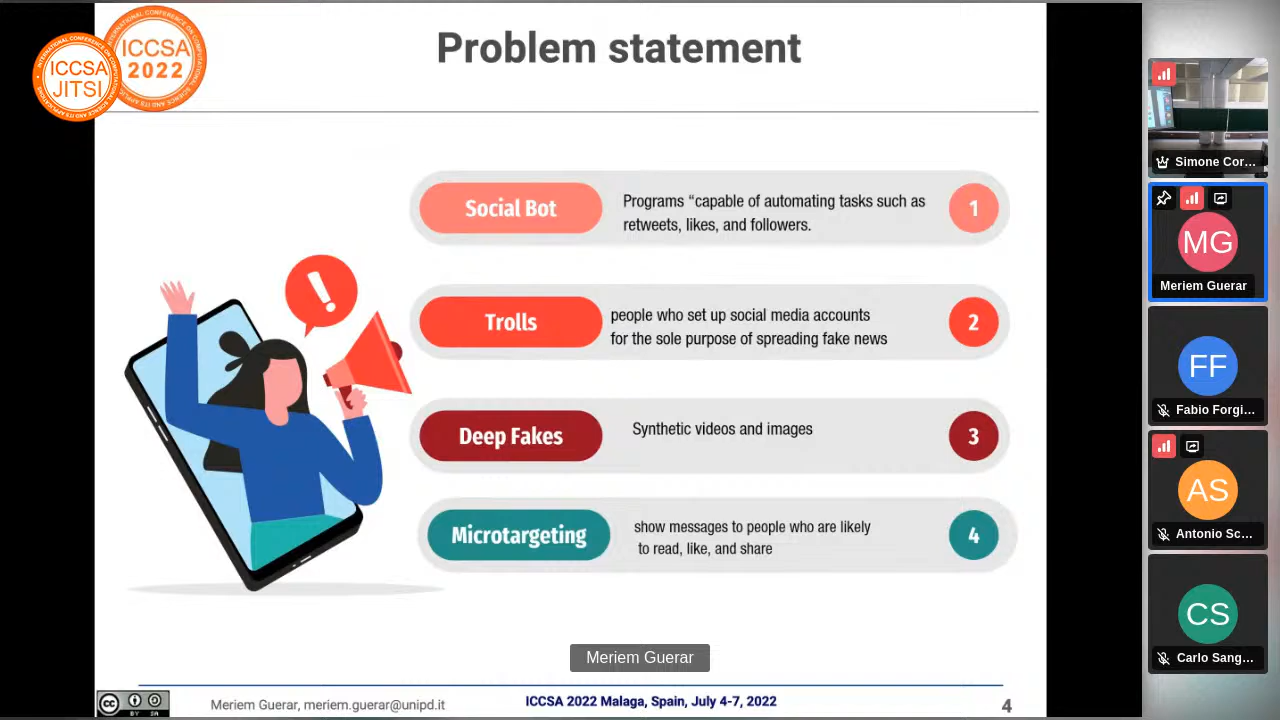 ICCSA
2022
ICCSA
JITSI
Problem statement
Social Bot
Programs “capable of automating tasks such as
retweets, likes, and followers.
1
Trolls
people who set up social media accounts
for the sole purpose of spreading fake news
2
Deep Fakes
Synthetic videos and images
3
Microtargeting
show messages to people who are likely
to read, like, and share
4
Meriem Guerar
Meriem Guerar, meriem.guerar@unipd.it
ICCSA 2022 Malaga, Spain, July 4-7, 2022
4
cc
BY SA
Simone Cor...
MG
Meriem Guerar
FF
Fabio Forgi...
AS
Antonio Sc...
CS
Carlo Sang...